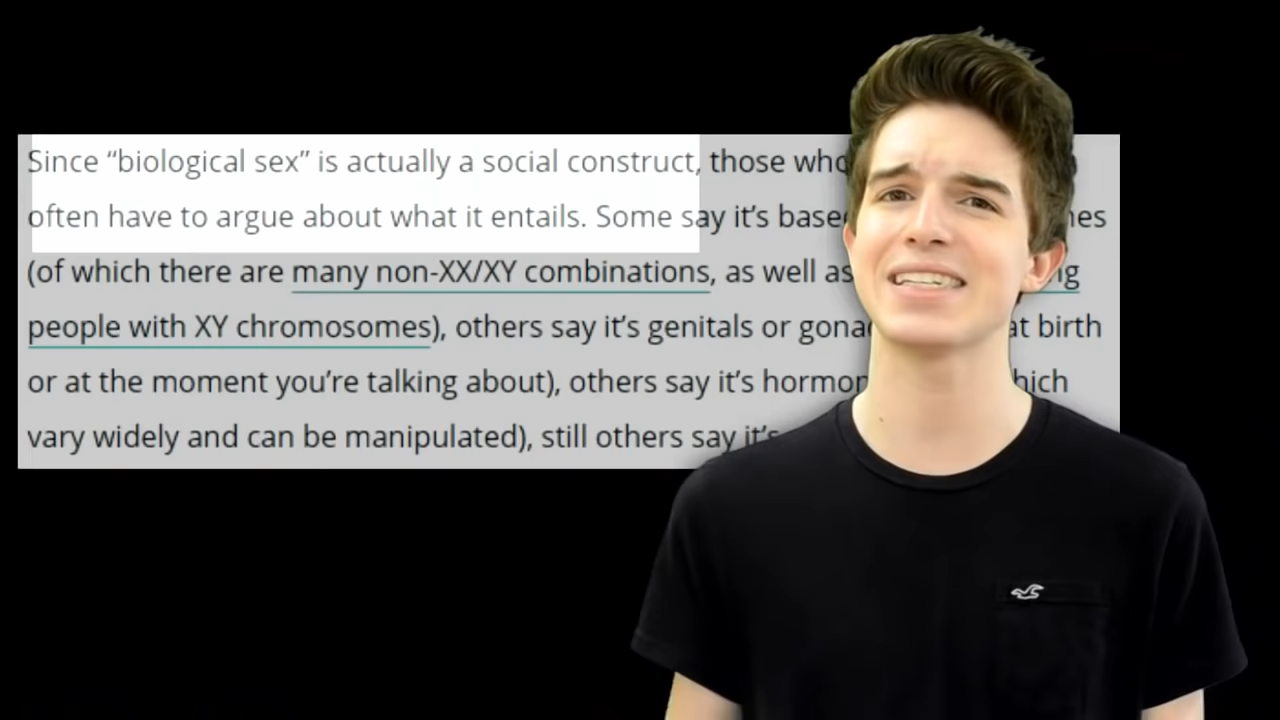 Since “biological sex” is actually a social construct, those who
often have to argue about what it entails. Some say it’s
(of which there are many non-XX/XY combinations, as well as
people with XY chromosomes), others say it’s genitals or at birth
or at the moment you’re talking about), others say it’s
vary widely and can be manipulated), still others say it’s